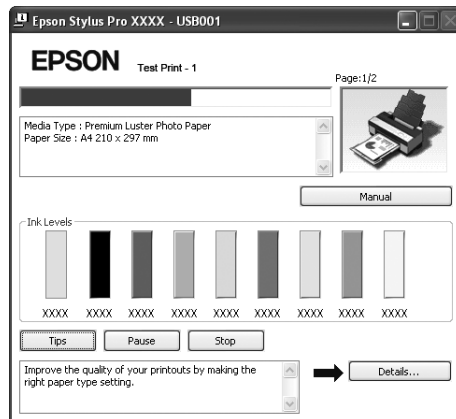 Epson Stylus Pro XXXX - USB001
EPSON
Test Print - 1
Page:1/2
Media Type : Premium Luster Photo Paper
Paper Size : A4 210 x 297 mm
Manual
Ink Levels
XXXX XXXX XXXX XXXX XXXX XXXX XXXX XXXX XXXX
Tips Pause Stop
Improve the quality of your printouts by making the
right paper type setting.
Details...